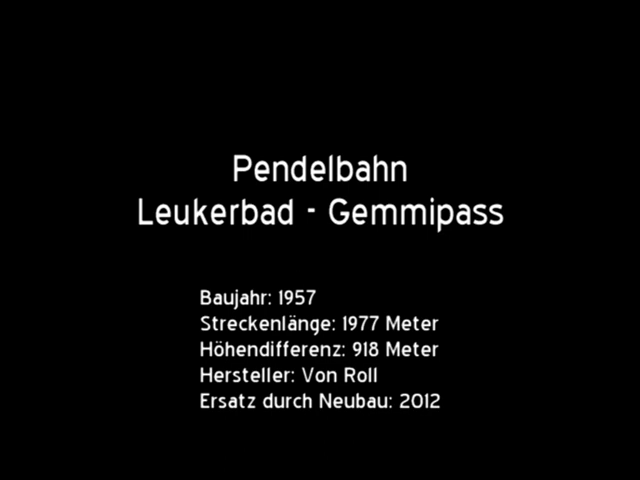 Pendelbahn
Leukerbad - Gemmipass
Baujahr: 1957
Streckenlänge: 1977 Meter
Höhendifferenz: 918 Meter
Hersteller: Von Roll
Ersatz durch Neubau: 2012